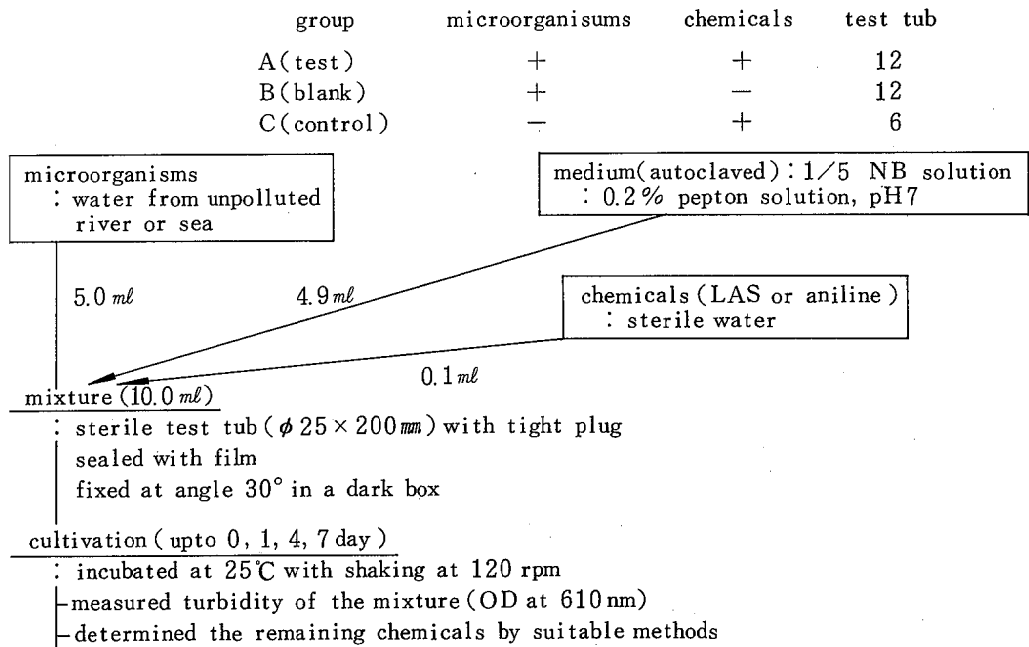 group microorganisums chemicals test tub
A(test) + + 12
B(blank) + − 12
C(control) − + 6
microorganisms
: water from unpolluted
river or sea
medium(autoclaved) : 1/5 NB solution
: 0.2% pepton solution, pH7
5.0 ㎖
4.9 ㎖
chemicals (LAS or aniline)
: sterile water
0.1 ㎖
mixture (10.0 ㎖)
: sterile test tub (φ25×200㎜) with tight plug
sealed with film
fixed at angle 30° in a dark box
cultivation (upto 0, 1, 4, 7 day)
: incubated at 25℃ with shaking at 120 rpm
measured turbidity of the mixture (OD at 610 nm)
determined the remaining chemicals by suitable methods